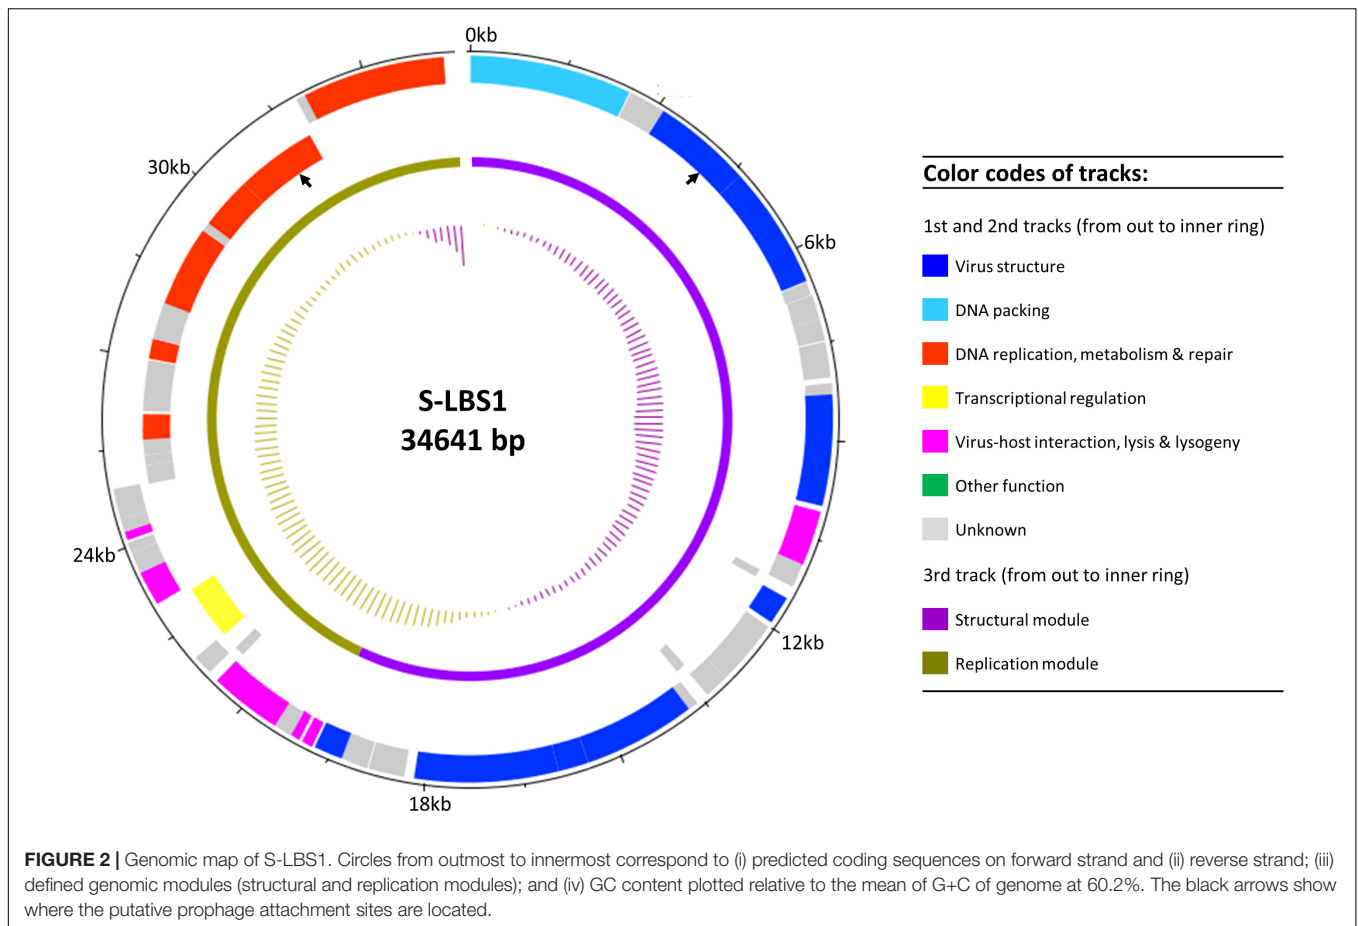 0kb
30kb
6kb
S-LBS1
34641 bp
24kb
12kb
18kb
Color codes of tracks:
1st and 2nd tracks (from out to inner ring)
Virus structure
DNA packing
DNA replication, metabolism & repair
Transcriptional regulation
Virus-host interaction, lysis & lysogeny
Other function
Unknown
3rd track (from out to inner ring)
Structural module
Replication module
FIGURE 2 | Genomic map of S-LBS1. Circles from outmost to innermost correspond to (i) predicted coding sequences on forward strand and (ii) reverse strand; (iii)
defined genomic modules (structural and replication modules); and (iv) GC content plotted relative to the mean of G+C of genome at 60.2%. The black arrows show
where the putative prophage attachment sites are located.